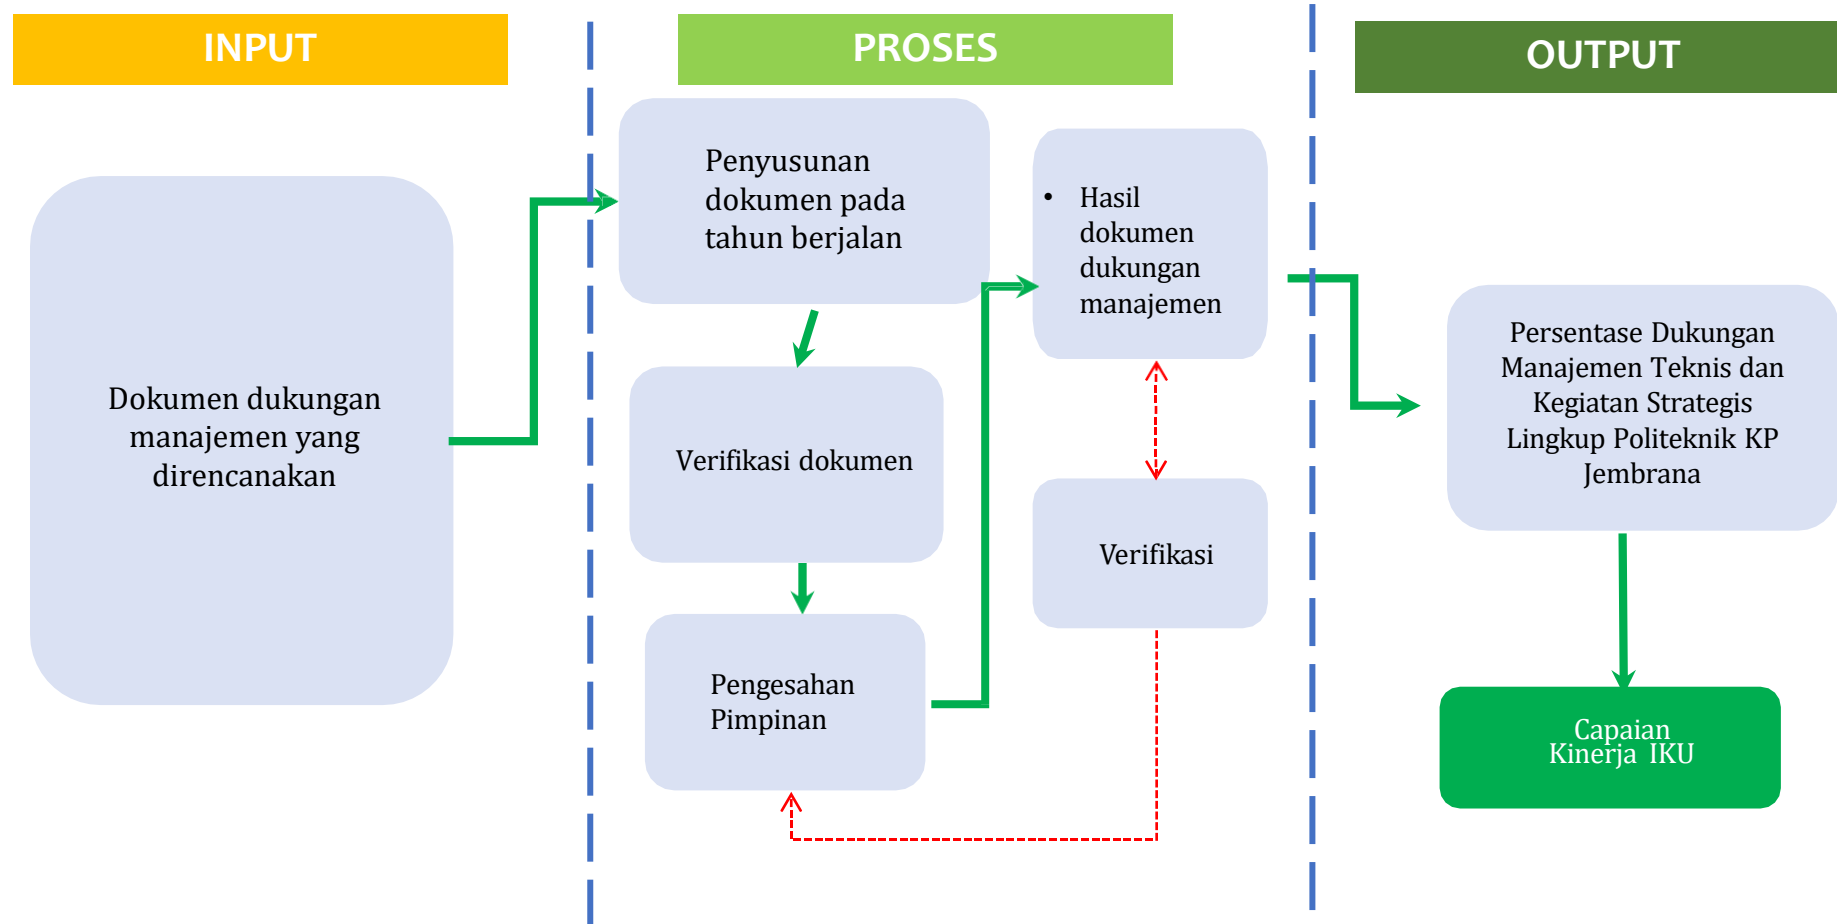 INPUT
PROSES
OUTPUT
Dokumen dukungan
manajemen yang
direncanakan
Penyusunan
dokumen pada
tahun berjalan
Verifikasi dokumen
Pengesahan
Pimpinan
• Hasil
dokumen
dukungan
manajemen
Verifikasi
Persentase Dukungan
Manajemen Teknis dan
Kegiatan Strategis
Lingkup Politeknik KP
Jembrana
Capaian
Kinerja IKU